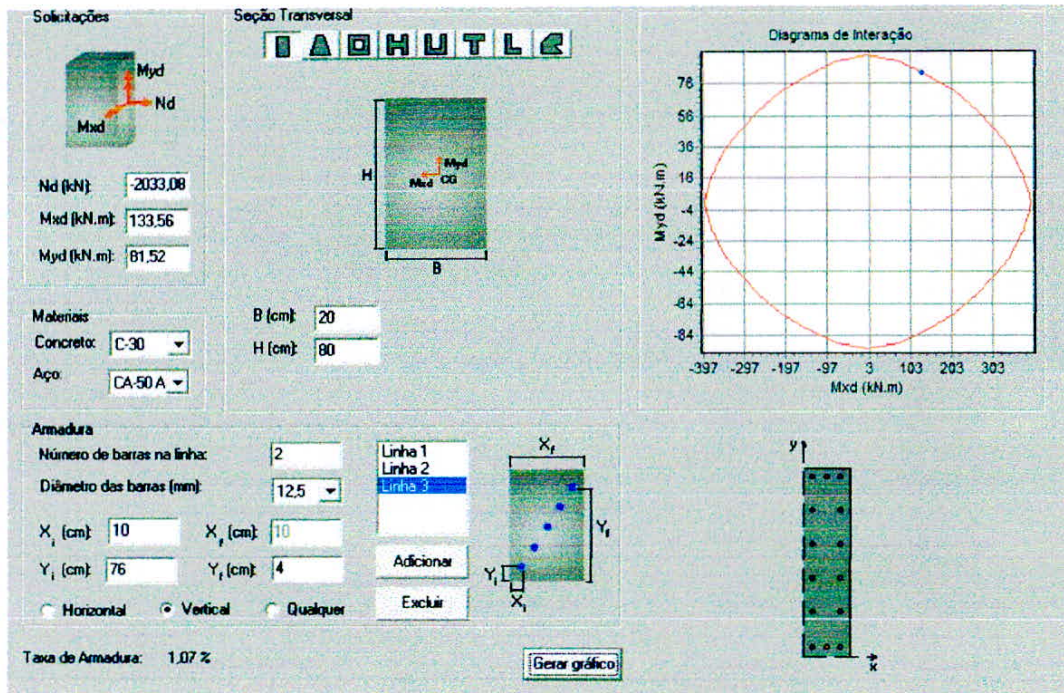 Solicitações
Myd
Nd
Mxd
Nd (kN): -2033,08
Mxd (kN.m): 133,56
Myd (kN.m): 81,52
Materiais
Concreto: C-30
Aço: CA-50 A
Seção Transversal
H
Myd
Mxd CG
B
B (cm): 20
H (cm): 80
Diagrama de Interação
Myd (kN.m)
76
56
36
16
-4
-24
-44
-64
-84
-397 -297 -197 -97 3 103 203 303
Mxd (kN.m)
Armadura
Número de barras na linha: 2
Diâmetro das barras (mm): 12,5
Xi (cm): 10 Xf (cm): 10
Yi (cm): 76 Yf (cm): 4
Horizontal Vertical Qualquer
Linha 1
Linha 2
Linha 3
Adicionar
Excluir
Xf
Yf
Yi
Xi
y
x
Taxa de Armadura: 1,07 %
Gerar gráfico